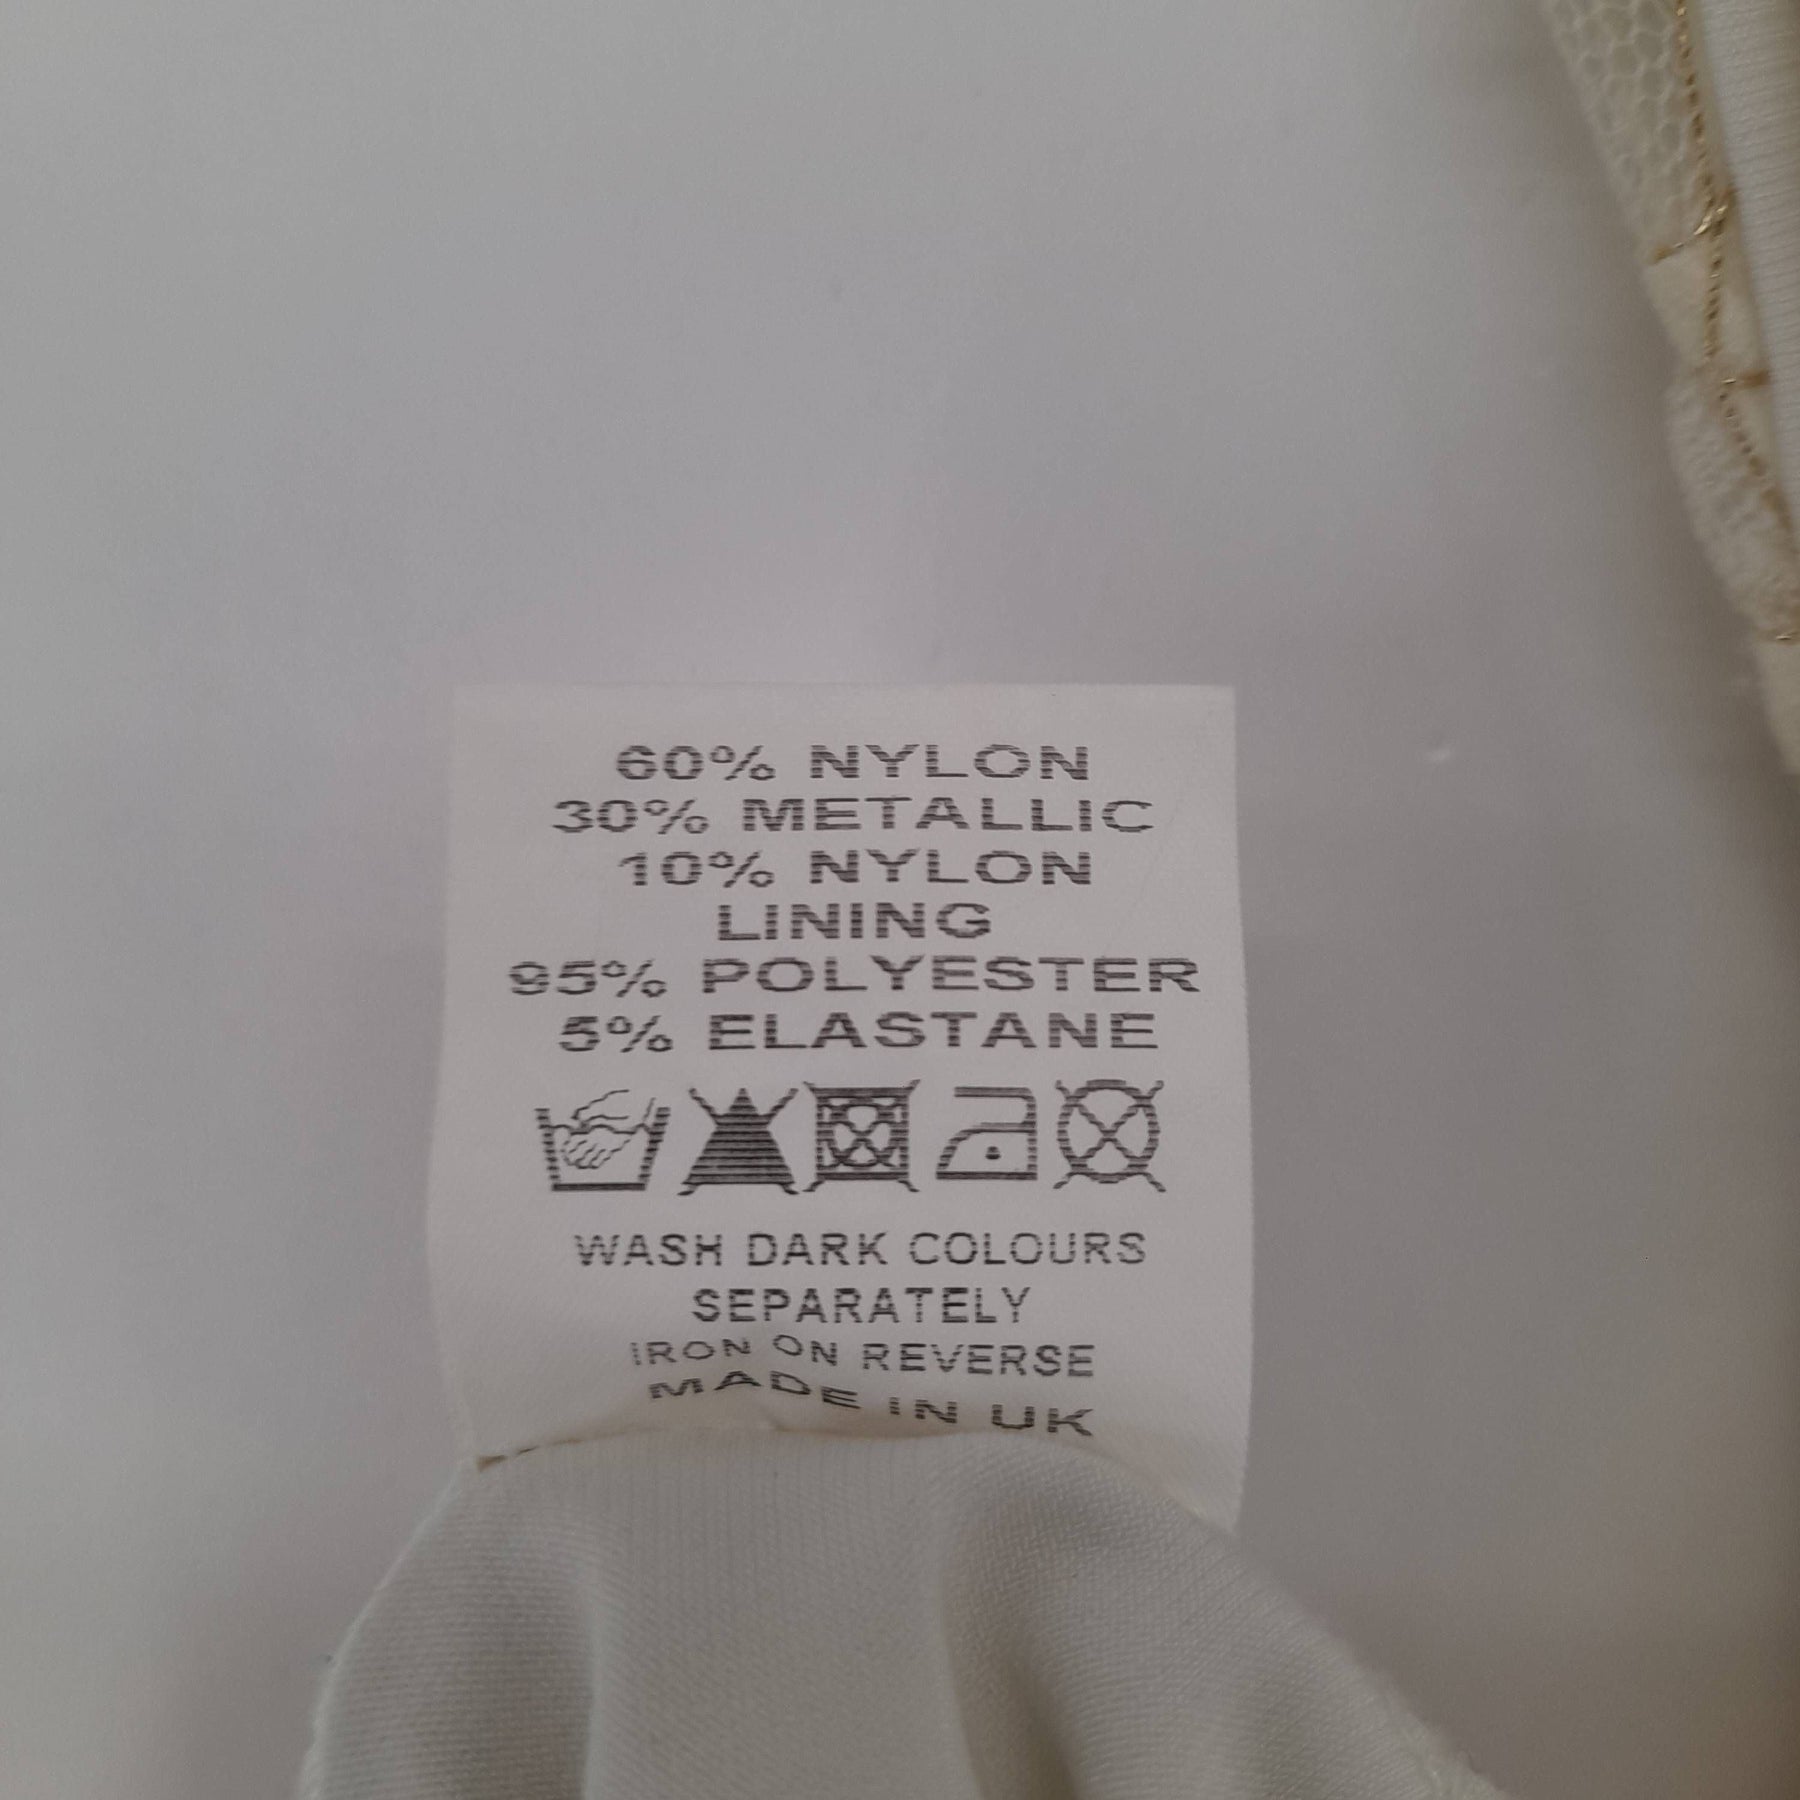 60% NYLON
30% METALLIC
10% NYLON
LINING
95% POLYESTER
5% ELASTANE
WASH DARK COLOURS
SEPARATELY
IRON ON REVERSE
MADE IN UK